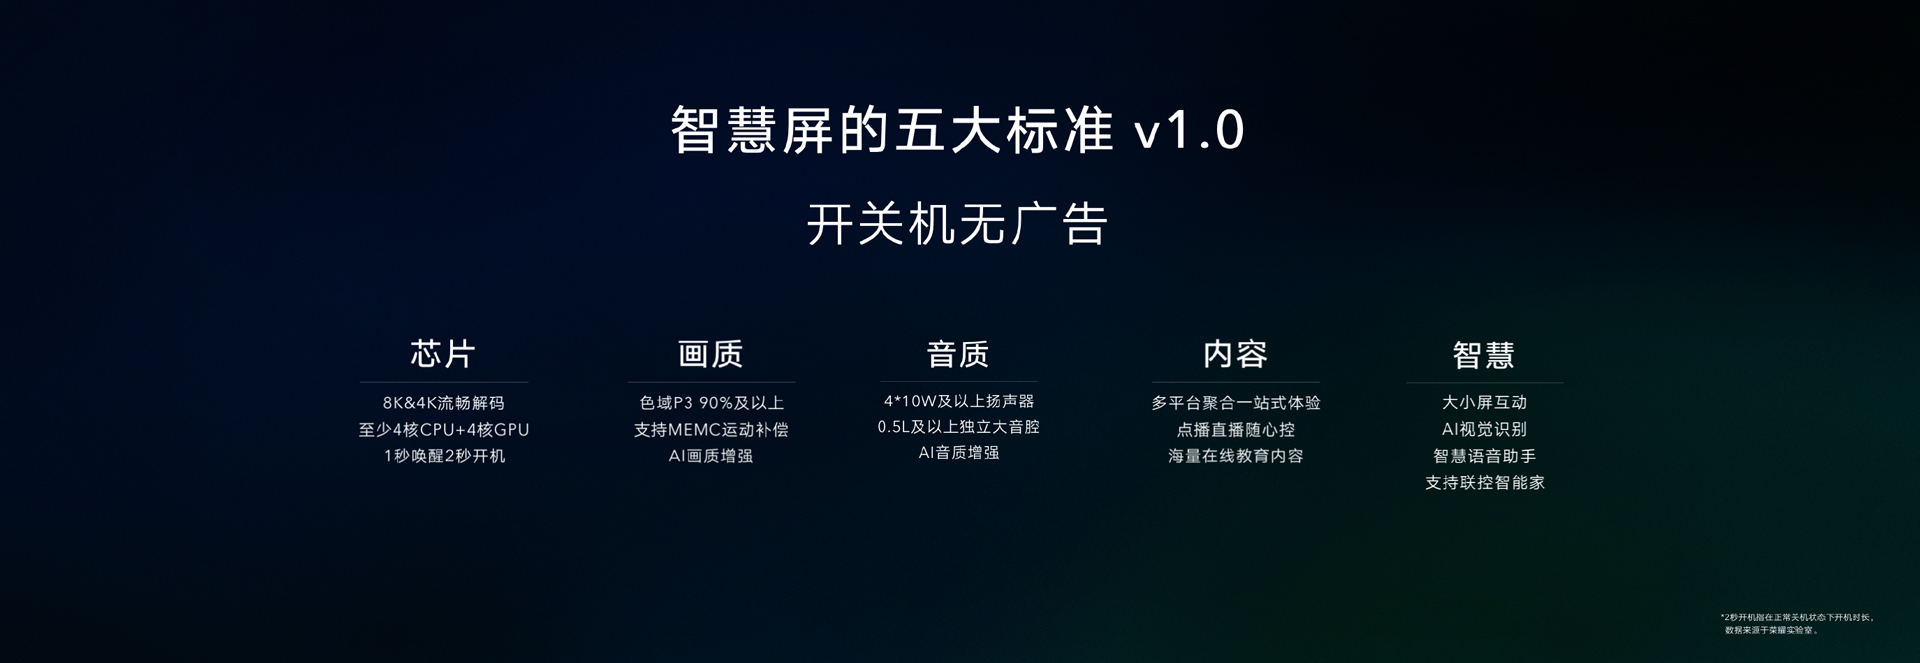 智慧屏的五大标准 v1.0
开关机无广告
芯片
8K&4K流畅解码
至少4核CPU+4核GPU
1秒唤醒2秒开机
画质
色域P3 90%及以上
支持MEMC运动补偿
AI画质增强
音质
4*10W及以上扬声器
0.5L及以上独立大音腔
AI音质增强
内容
多平台聚合一站式体验
点播直播随心控
海量在线教育内容
智慧
大小屏互动
AI视觉识别
智慧语音助手
支持联控智能家
*2秒开机指在正常关机状态下开机时长，
数据来源于荣耀实验室。